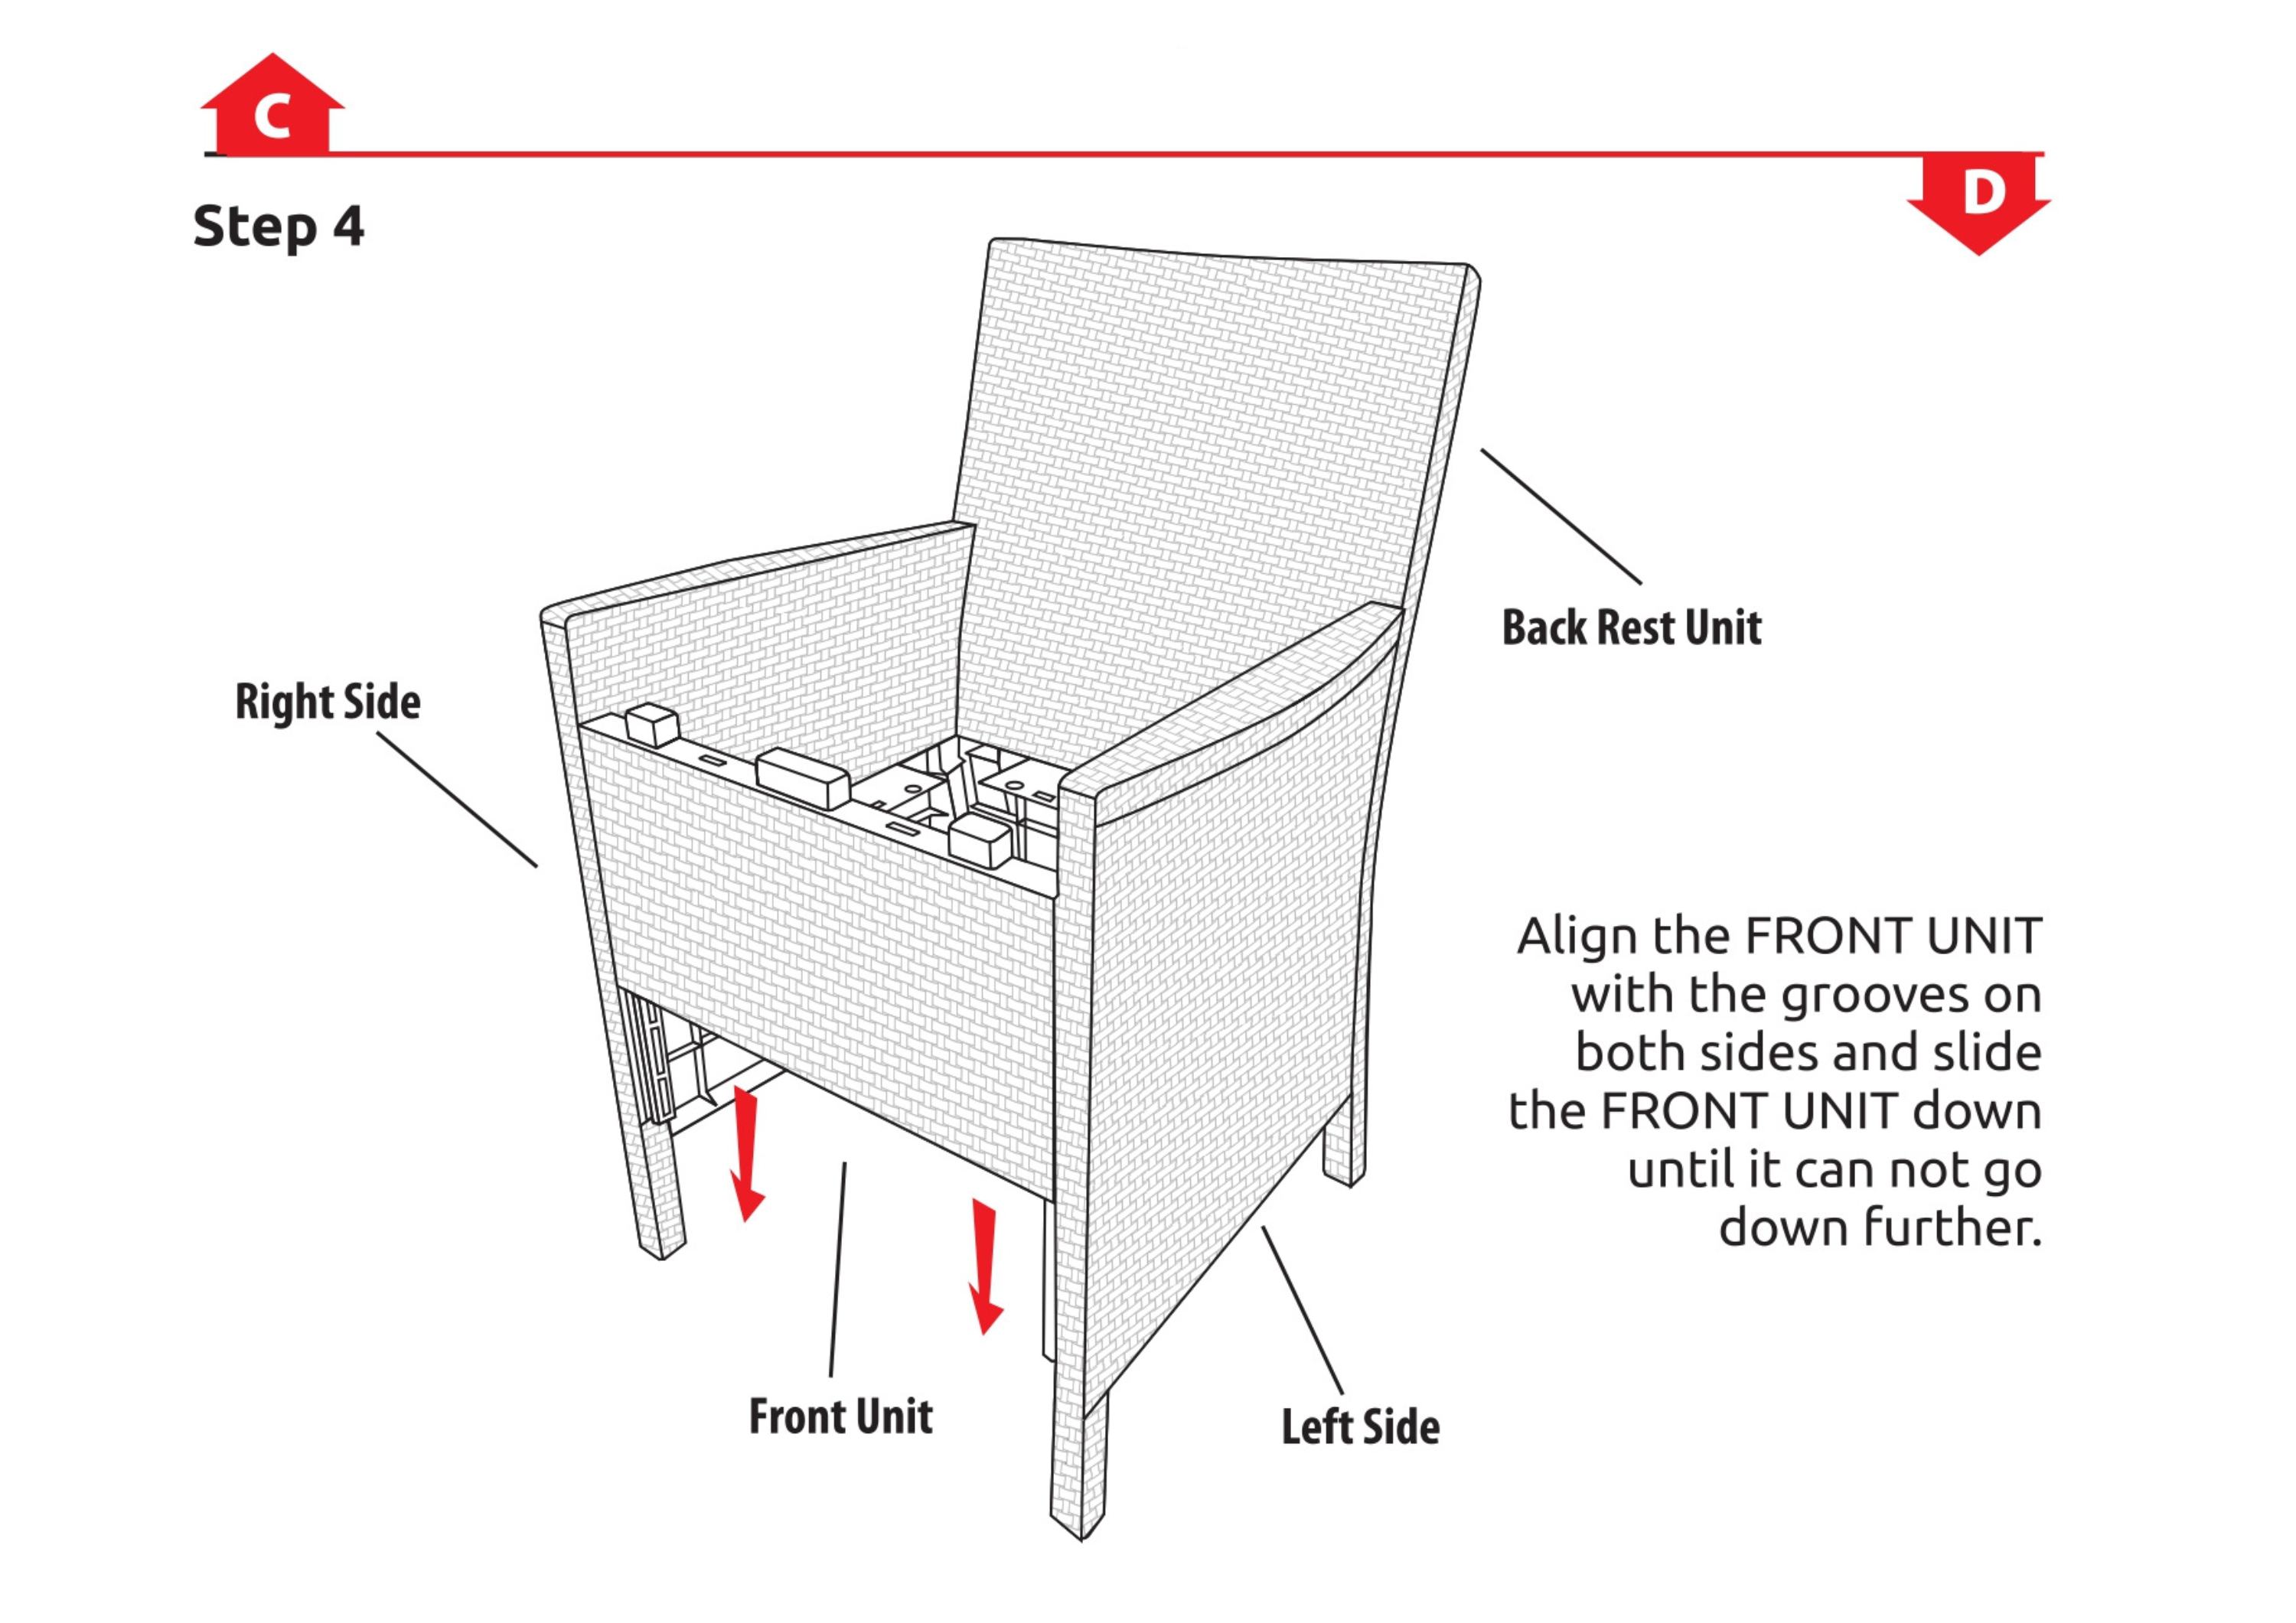 C
D
Step 4
Back Rest Unit
Right Side
Align the FRONT UNIT
with the grooves on
both sides and slide
the FRONT UNIT down
until it can not go
down further.
Front Unit
Left Side